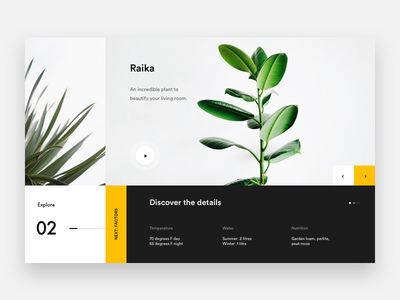 Raika
An incredible plant to
beautify your living room.
Explore
02
NEXT FACTORS
Discover the details
Temperature
70 degrees F day
65 degrees F night
Water
Summer: 2 litres
Winter: 1 litre
Nutrition
Garden loam, perlite,
peat moss